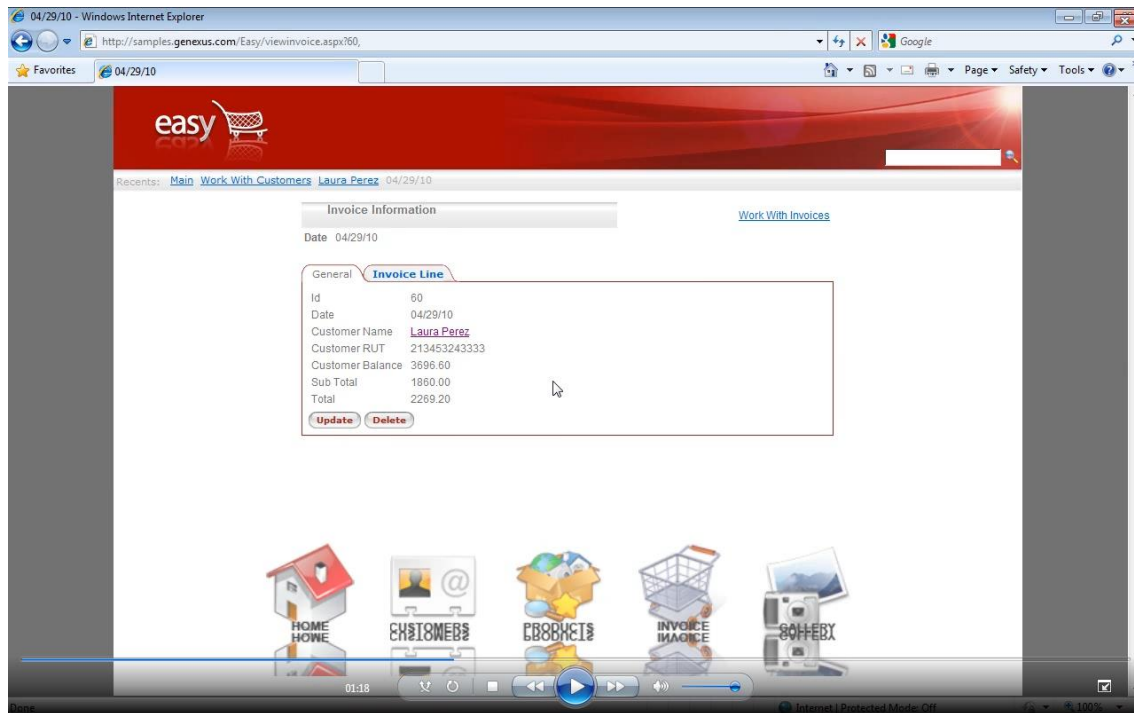 04/29/10 - Windows Internet Explorer
http://samples.genexus.com/Easy/viewinvoice.aspx?60,
Google
Favorites
04/29/10
Page
Safety
Tools
easy
Recents: Main Work With Customers Laura Perez 04/29/10
Invoice Information
Work With Invoices
Date 04/29/10
General
Invoice Line
Id 60
Date 04/29/10
Customer Name Laura Perez
Customer RUT 213453243333
Customer Balance 3696.60
Sub Total 1860.00
Total 2269.20
Update Delete
HOME
CUSTOMERS
PRODUCTS
INVOICE
GALLERY
01:18
Done
Internet | Protected Mode: Off
100%